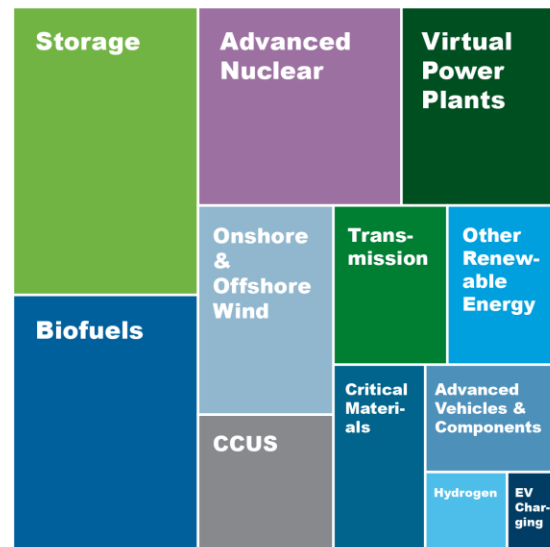 Storage
Advanced
Nuclear
Virtual
Power
Plants
Onshore
&
Offshore
Wind
Trans-
mission
Other
Renew-
able
Energy
Biofuels
Critical
Materi-
als
Advanced
Vehicles &
Components
CCUS
Hydrogen
EV
Char-
ging